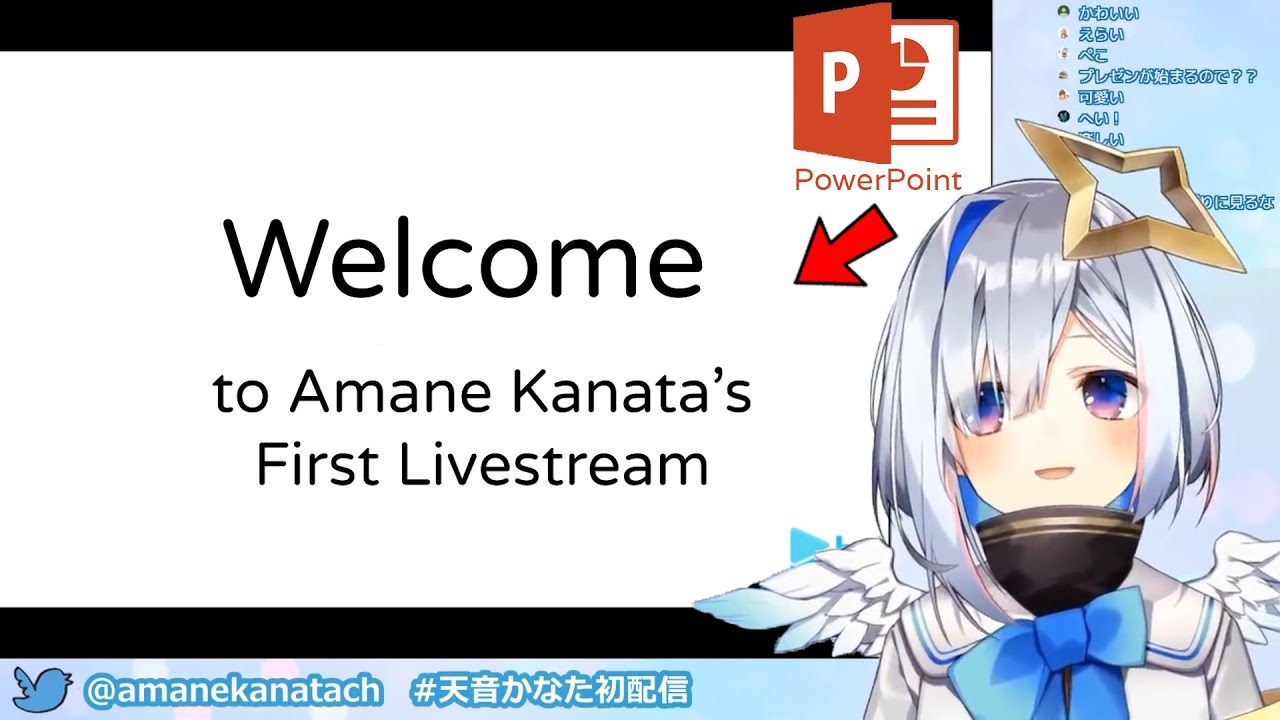 Welcome
to Amane Kanata’s
First Livestream
P
PowerPoint
かわいい
えらい
ぺこ
プレゼンが始まるので？？
可愛い
へい！
楽しい
りに見るな
@amanekanatach #天音かなた初配信